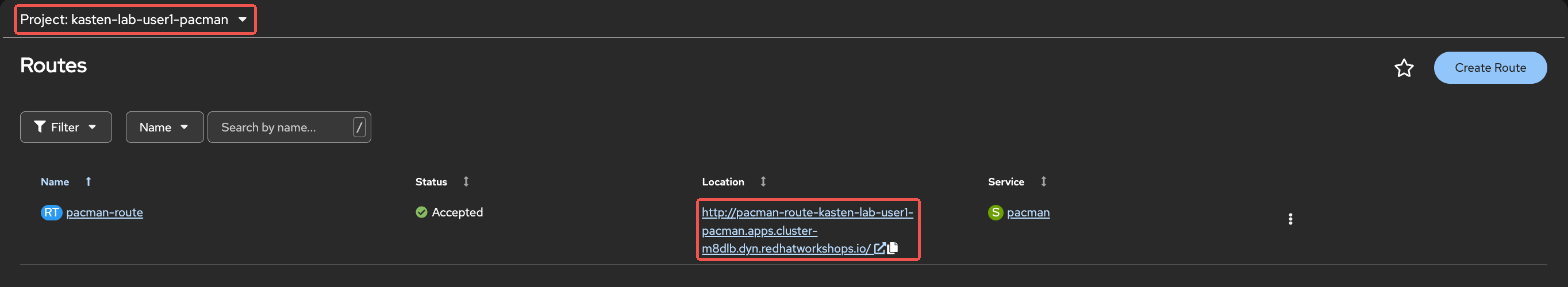 Project: kasten-lab-user1-pacman
Routes
Create Route
Filter
Name
Search by name...
/
Name
Status
Location
Service
RT pacman-route
Accepted
http://pacman-route-kasten-lab-user1-
pacman.apps.cluster-
m8dlb.dyn.redhatworkshops.io/
S pacman